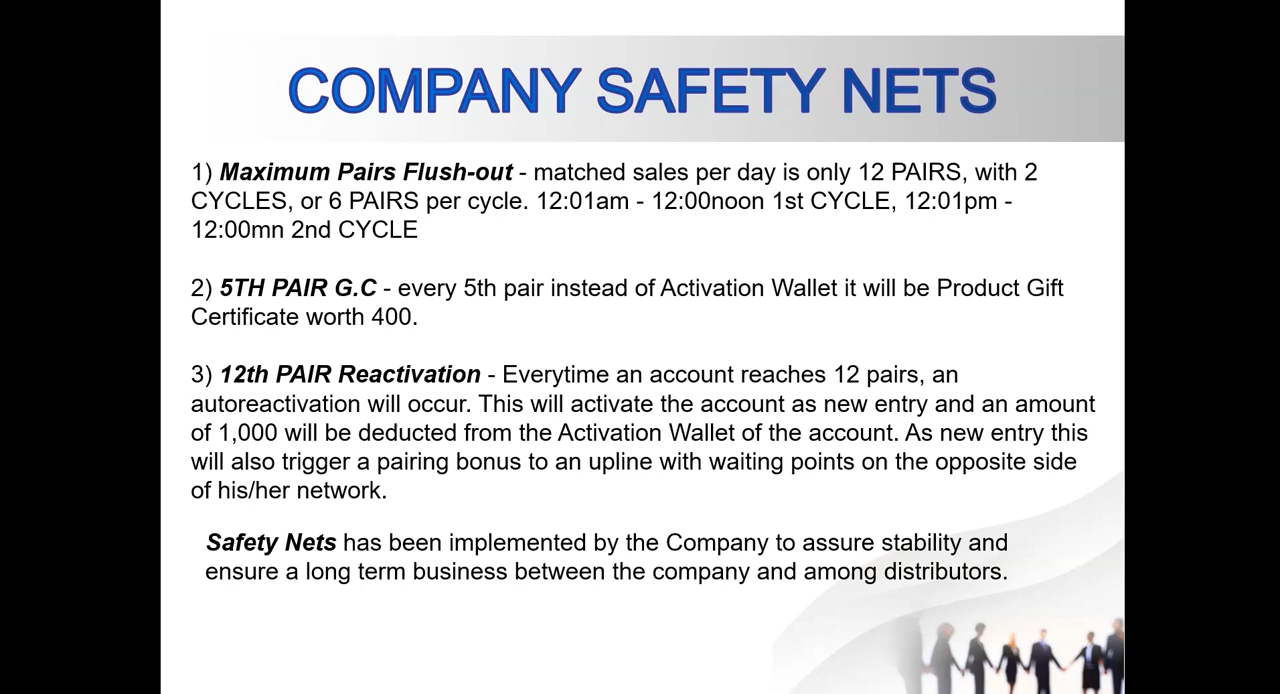 COMPANY SAFETY NETS
1) Maximum Pairs Flush-out - matched sales per day is only 12 PAIRS, with 2
CYCLES, or 6 PAIRS per cycle. 12:01am - 12:00noon 1st CYCLE, 12:01pm -
12:00mn 2nd CYCLE
2) 5TH PAIR G.C - every 5th pair instead of Activation Wallet it will be Product Gift
Certificate worth 400.
3) 12th PAIR Reactivation - Everytime an account reaches 12 pairs, an
autoreactivation will occur. This will activate the account as new entry and an amount
of 1,000 will be deducted from the Activation Wallet of the account. As new entry this
will also trigger a pairing bonus to an upline with waiting points on the opposite side
of his/her network.
Safety Nets has been implemented by the Company to assure stability and
ensure a long term business between the company and among distributors.